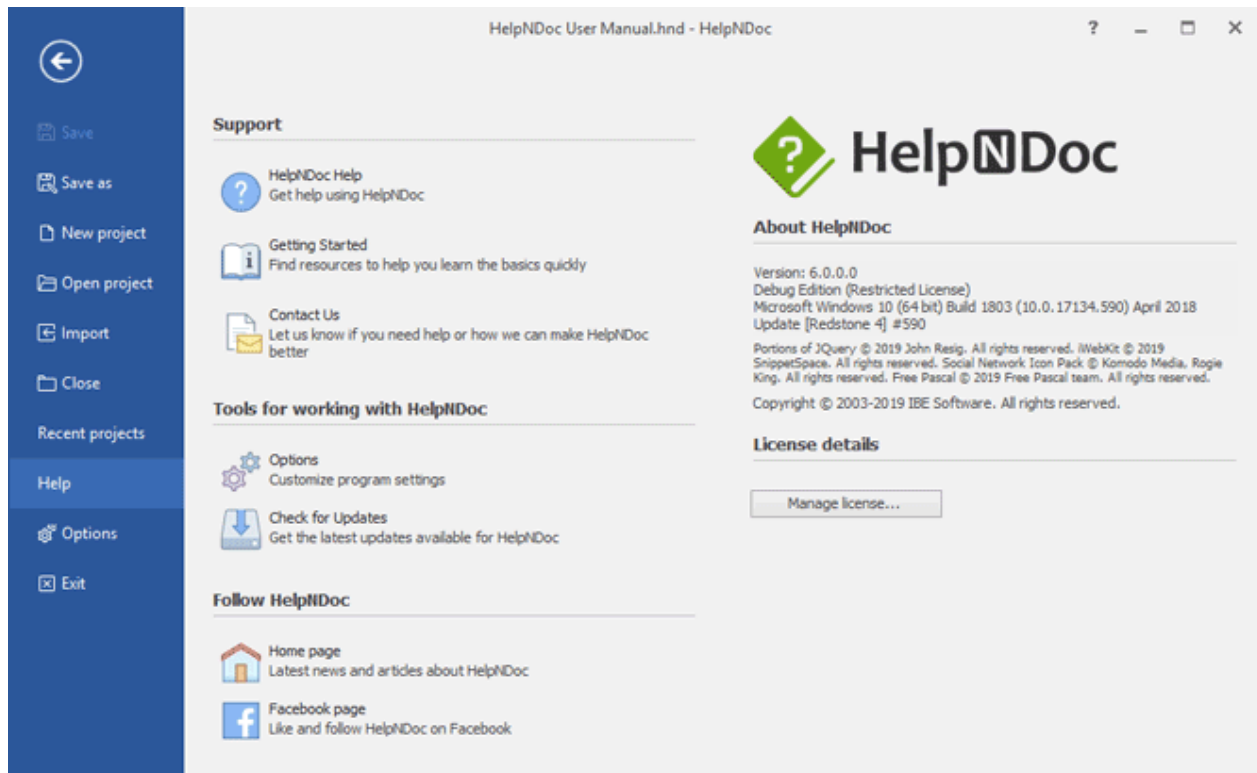 HelpNDoc User Manual.hnd - HelpNDoc
?
Save
Save as
New project
Open project
Import
Close
Recent projects
Help
Options
Exit
Support
HelpNDoc Help
Get help using HelpNDoc
Getting Started
Find resources to help you learn the basics quickly
Contact Us
Let us know if you need help or how we can make HelpNDoc
better
Tools for working with HelpNDoc
Options
Customize program settings
Check for Updates
Get the latest updates available for HelpNDoc
Follow HelpNDoc
Home page
Latest news and articles about HelpNDoc
Facebook page
Like and follow HelpNDoc on Facebook
HelpNDoc
About HelpNDoc
Version: 6.0.0.0
Debug Edition (Restricted License)
Microsoft Windows 10 (64 bit) Build 1803 (10.0.17134.590) April 2018
Update [Redstone 4] #590
Portions of JQuery © 2019 John Resig. All rights reserved. iWebKit © 2019
SnippetSpace. All rights reserved. Social Network Icon Pack © Komodo Media, Rogie
King. All rights reserved. Free Pascal © 2019 Free Pascal team. All rights reserved.
Copyright © 2003-2019 IBE Software. All rights reserved.
License details
Manage license...